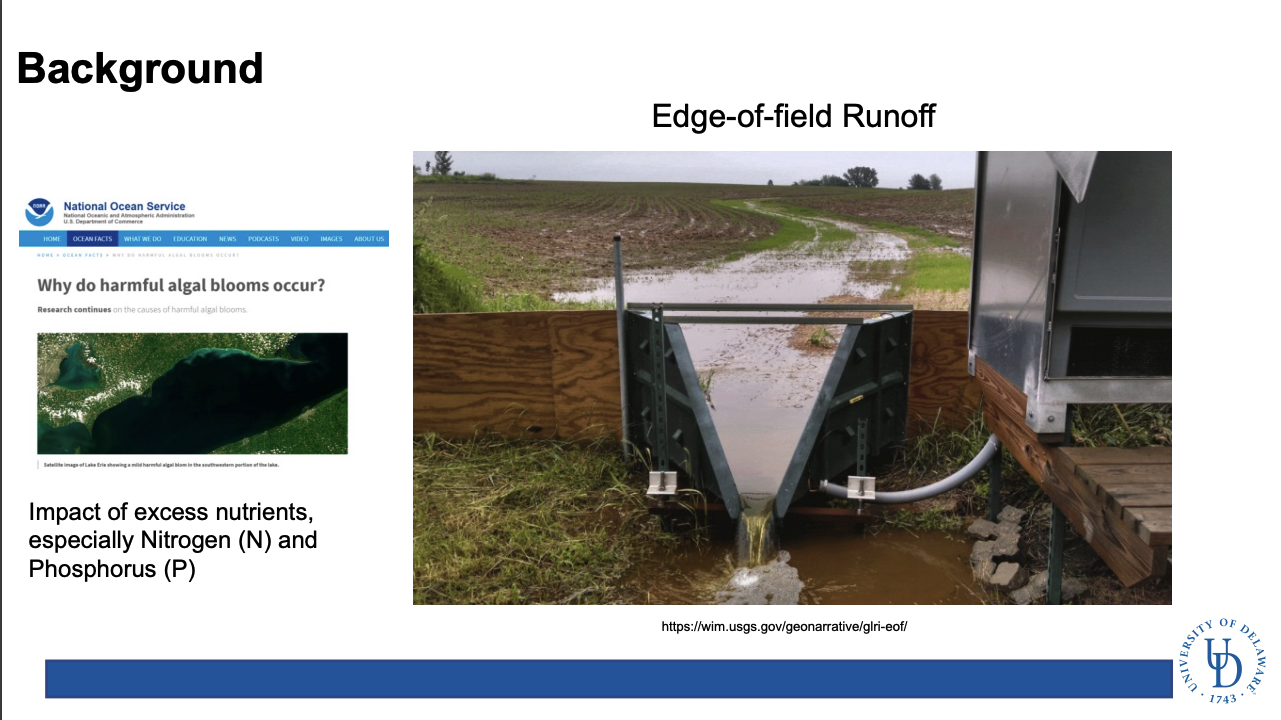 Background
Edge-of-field Runoff
National Ocean Service
National Oceanic and Atmospheric Administration
U.S. Department of Commerce
HOME OCEAN FACTS WHAT WE DO EDUCATION NEWS PODCASTS VIDEO IMAGES ABOUT US
HOME OCEAN FACTS WHY DO HARMFUL ALGAL BLOOMS OCCUR?
Why do harmful algal blooms occur?
Research continues on the causes of harmful algal blooms.
Satellite image of Lake Erie showing a mild harmful algal blom in the southwestern portion of the lake.
Impact of excess nutrients,
especially Nitrogen (N) and
Phosphorus (P)
https://wim.usgs.gov/geonarrative/glri-eof/
UNIVERSITY OF DELAWARE
UD
· 1743 ·